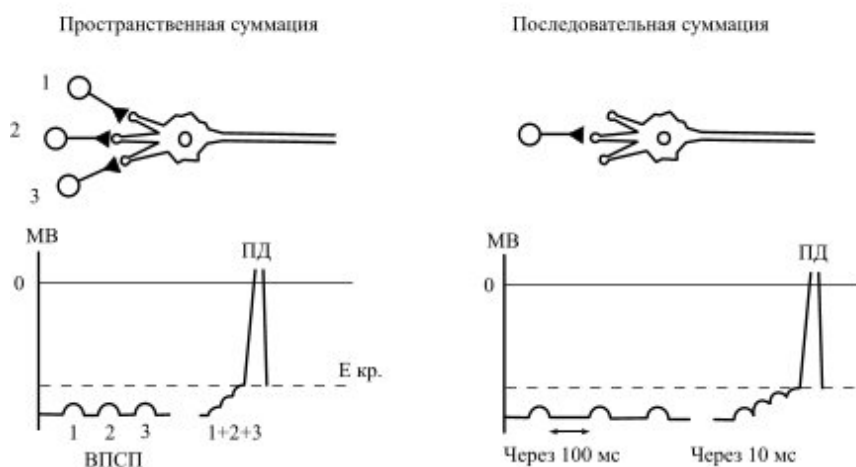 Пространственная суммация
1
2
3
МВ
0
ПД
Е кр.
1 2 3
1+2+3
ВПСП
Последовательная суммация
МВ
0
ПД
Через 100 мс
Через 10 мс